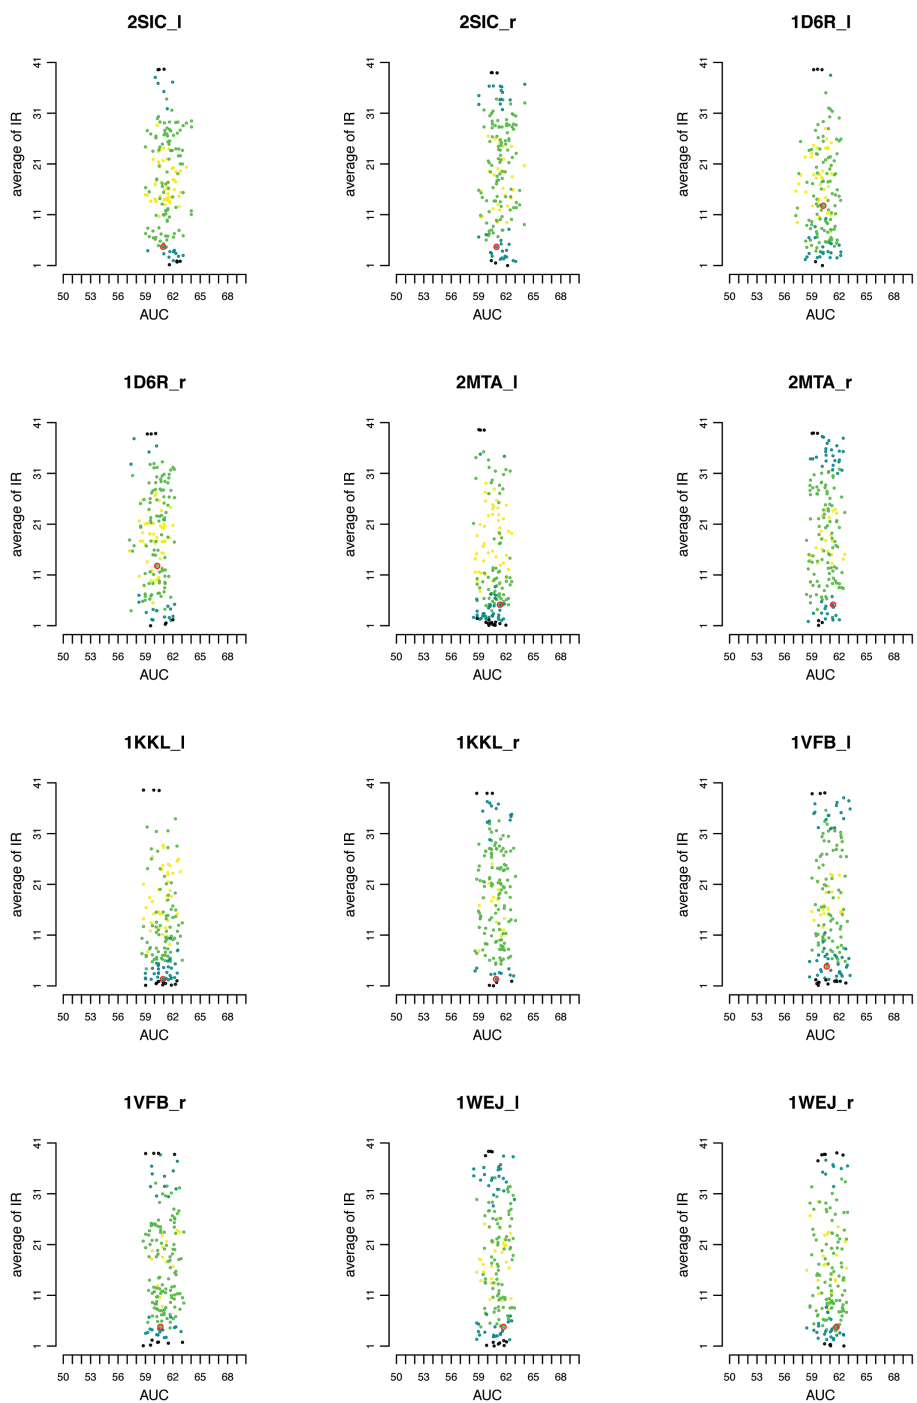 2SIC_l 2SIC_r 1D6R_l
average of IR average of IR average of IR
41 41 41
31 31 31
21 21 21
11 11 11
1 1 1
50 53 56 59 62 65 68 50 53 56 59 62 65 68 50 53 56 59 62 65 68
AUC AUC AUC
1D6R_r 2MTA_l 2MTA_r
average of IR average of IR average of IR
41 41 41
31 31 31
21 21 21
11 11 11
1 1 1
50 53 56 59 62 65 68 50 53 56 59 62 65 68 50 53 56 59 62 65 68
AUC AUC AUC
1KKL_l 1KKL_r 1VFB_l
average of IR average of IR average of IR
41 41 41
31 31 31
21 21 21
11 11 11
1 1 1
50 53 56 59 62 65 68 50 53 56 59 62 65 68 50 53 56 59 62 65 68
AUC AUC AUC
1VFB_r 1WEJ_l 1WEJ_r
average of IR average of IR average of IR
41 41 41
31 31 31
21 21 21
11 11 11
1 1 1
50 53 56 59 62 65 68 50 53 56 59 62 65 68 50 53 56 59 62 65 68
AUC AUC AUC